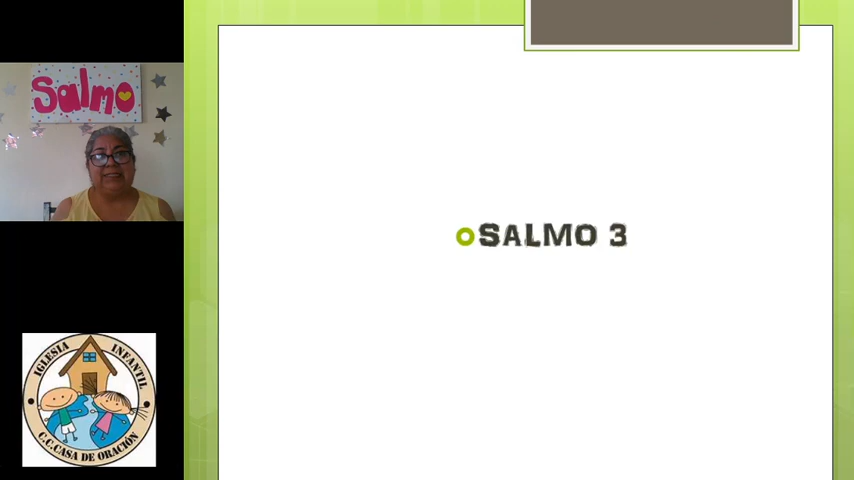 Salmo
SALMO 3
IGLESIA INFANTIL
C.C.CASA DE ORACIÓN